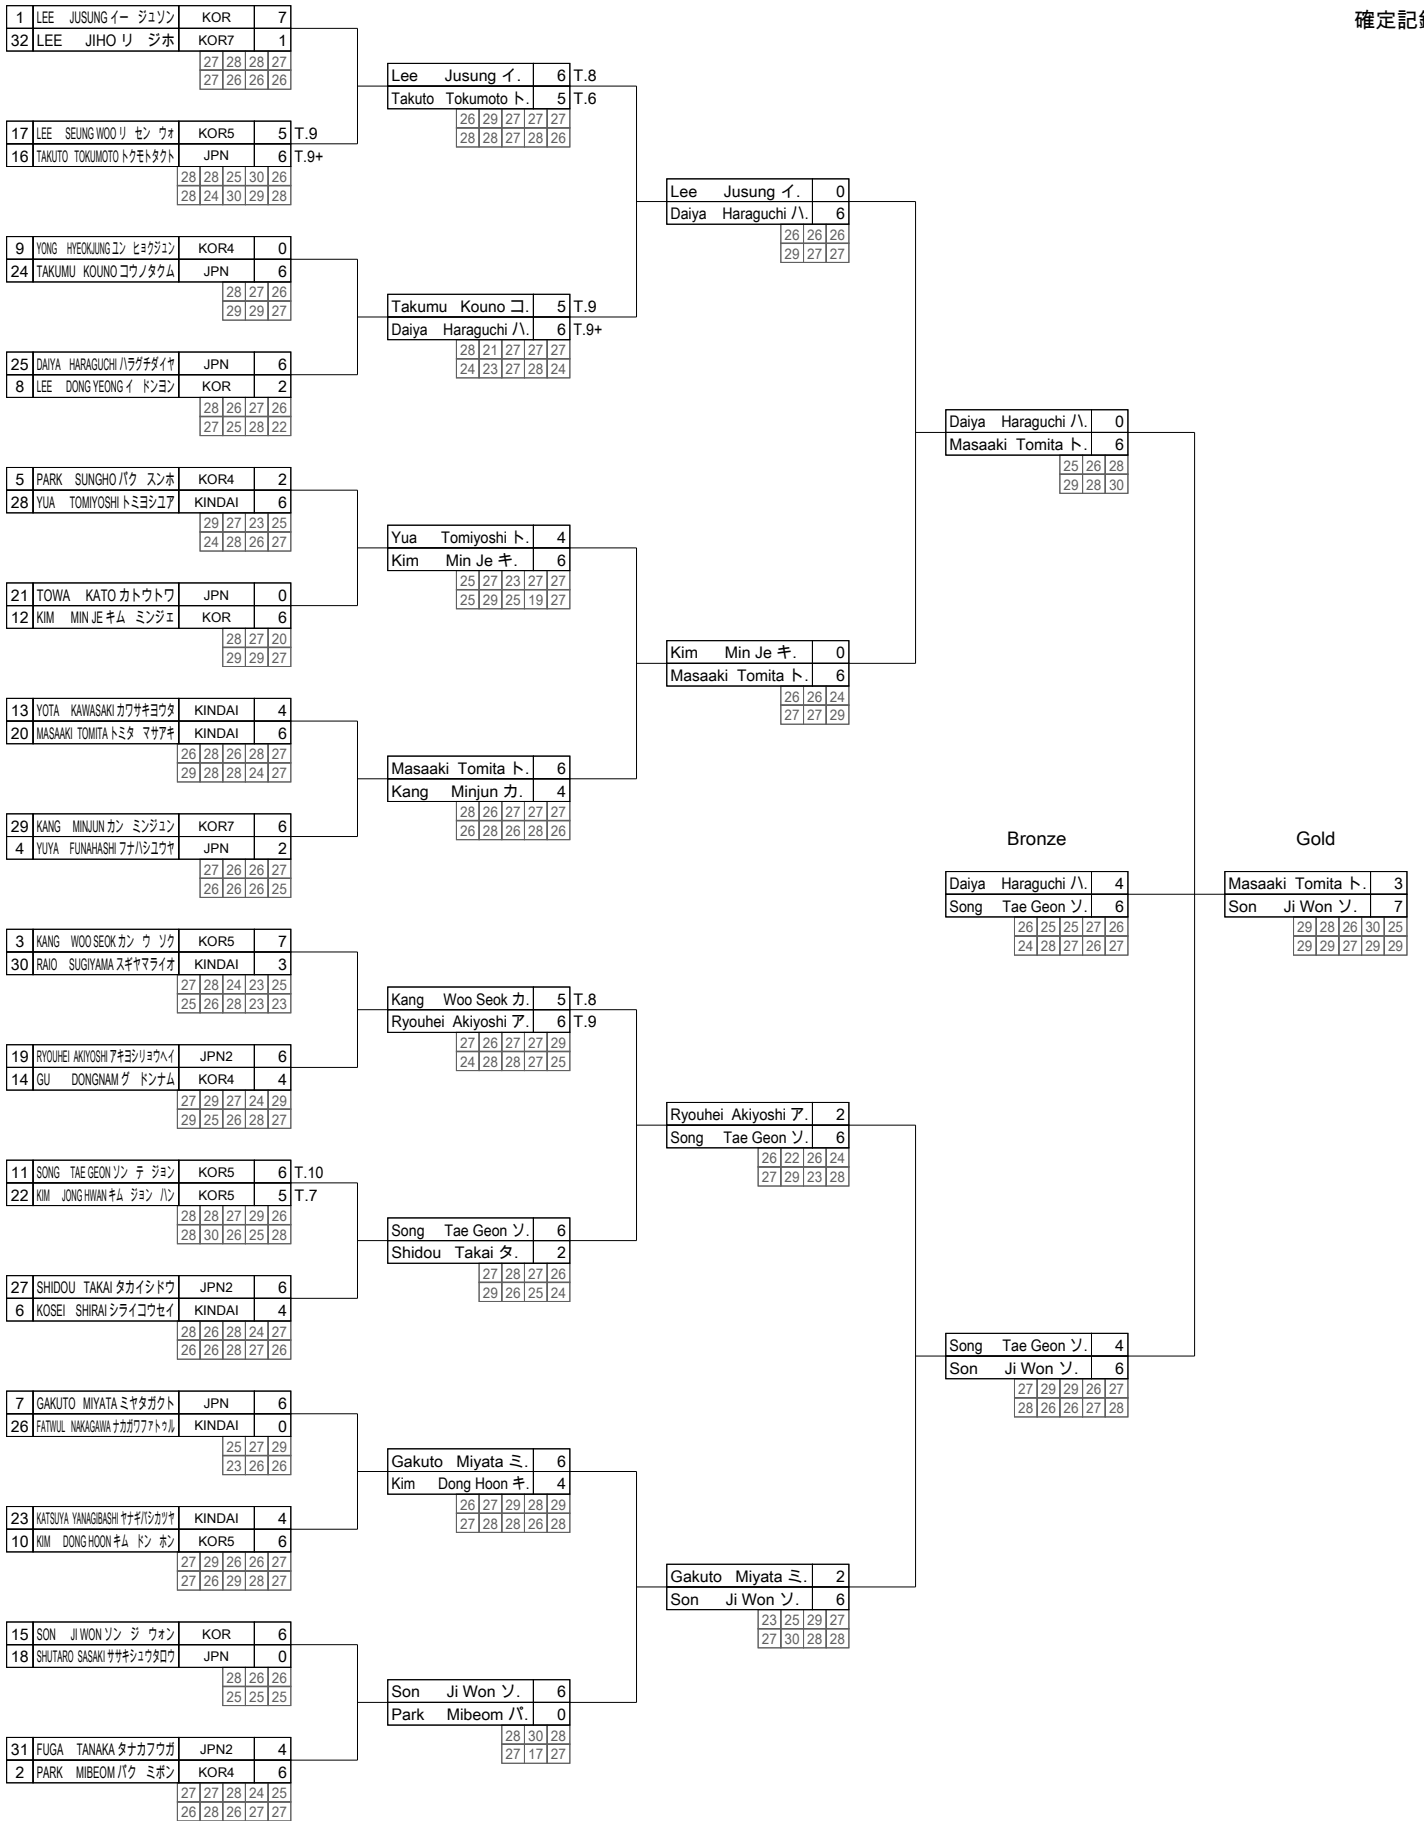 確定記録
1 LEE JUSUNG イー ジュソン KOR 7
32 LEE JIHO リ ジホ KOR7 1
27 28 28 27
27 26 26 26
17 LEE SEUNG WOO リ セン ウォ KOR5 5 T.9
16 TAKUTO TOKUMOTO トクモトタクト JPN 6 T.9+
28 28 25 30 26
28 24 30 29 28
9 YONG HYEOKJUNG ユン ヒョクジュン KOR4 0
24 TAKUMU KOUNO コウノタクム JPN 6
28 27 26
29 29 27
25 DAIYA HARAGUCHI ハラグチダイヤ JPN 6
8 LEE DONG YEONG イ ドンヨン KOR 2
28 26 27 26
27 25 28 22
5 PARK SUNGHO パク スンホ KOR4 2
28 YUA TOMIYOSHI トミヨシユア KINDAI 6
29 27 23 25
24 28 26 27
21 TOWA KATO カトウトワ JPN 0
12 KIM MIN JE キム ミンジェ KOR 6
28 27 20
29 29 27
13 YOTA KAWASAKI カワサキヨウタ KINDAI 4
20 MASAAKI TOMITA トミタ マサアキ KINDAI 6
26 28 26 28 27
29 28 28 24 27
29 KANG MINJUN カン ミンジュン KOR7 6
4 YUYA FUNAHASHI フナハシユウヤ JPN 2
27 26 26 27
26 26 26 25
3 KANG WOO SEOK カン ウ ソク KOR5 7
30 RAIO SUGIYAMA スギヤマライオ KINDAI 3
27 28 24 23 25
25 26 28 23 23
19 RYOUHEI AKIYOSHI アキヨシリョウヘイ JPN2 6
14 GU DONGNAM グ ドンナム KOR4 4
27 29 27 24 29
29 25 26 28 27
11 SONG TAE GEON ソン テ ジョン KOR5 6 T.10
22 KIM JONG HWAN キム ジョン ハン KOR5 5 T.7
28 28 27 29 26
28 30 26 25 28
27 SHIDOU TAKAI タカイシドウ JPN2 6
6 KOSEI SHIRAI シライコウセイ KINDAI 4
28 26 28 24 27
26 26 28 27 26
7 GAKUTO MIYATA ミヤタガクト JPN 6
26 FATWUL NAKAGAWA ナカガワファトゥル KINDAI 0
25 27 29
23 26 26
23 KATSUYA YANAGIBASHI ヤナギバシカツヤ KINDAI 4
10 KIM DONG HOON キム ドン ホン KOR5 6
27 29 26 26 27
27 26 29 28 27
15 SON JI WON ソン ジ ウォン KOR 6
18 SHUTARO SASAKI ササキシュウタロウ JPN 0
28 26 26
25 25 25
31 FUGA TANAKA タナカフウガ JPN2 4
2 PARK MIBEOM パク ミボン KOR4 6
27 27 28 24 25
26 28 26 27 27
Lee Jusung イ. 6 T.8
Takuto Tokumoto ト. 5 T.6
26 29 27 27 27
28 28 27 28 26
Takumu Kouno コ. 5 T.9
Daiya Haraguchi ハ. 6 T.9+
28 21 27 27 27
24 23 27 28 24
Yua Tomiyoshi ト. 4
Kim Min Je キ. 6
25 27 23 27 27
25 29 25 19 27
Masaaki Tomita ト. 6
Kang Minjun カ. 4
28 26 27 27 27
26 28 26 28 26
Kang Woo Seok カ. 5 T.8
Ryouhei Akiyoshi ア. 6 T.9
27 26 27 27 29
24 28 28 27 25
Song Tae Geon ソ. 6
Shidou Takai タ. 2
27 28 27 26
29 26 25 24
Gakuto Miyata ミ. 6
Kim Dong Hoon キ. 4
26 27 29 28 29
27 28 28 26 28
Son Ji Won ソ. 6
Park Mibeom パ. 0
28 30 28
27 17 27
Lee Jusung イ. 0
Daiya Haraguchi ハ. 6
26 26 26
29 27 27
Kim Min Je キ. 0
Masaaki Tomita ト. 6
26 26 24
27 27 29
Ryouhei Akiyoshi ア. 2
Song Tae Geon ソ. 6
26 22 26 24
27 29 23 28
Gakuto Miyata ミ. 2
Son Ji Won ソ. 6
23 25 29 27
27 30 28 28
Daiya Haraguchi ハ. 0
Masaaki Tomita ト. 6
25 26 28
29 28 30
Song Tae Geon ソ. 4
Son Ji Won ソ. 6
27 29 29 26 27
28 26 26 27 28
Bronze
Daiya Haraguchi ハ. 4
Song Tae Geon ソ. 6
26 25 25 27 26
24 28 27 26 27
Gold
Masaaki Tomita ト. 3
Son Ji Won ソ. 7
29 28 26 30 25
29 29 27 29 29